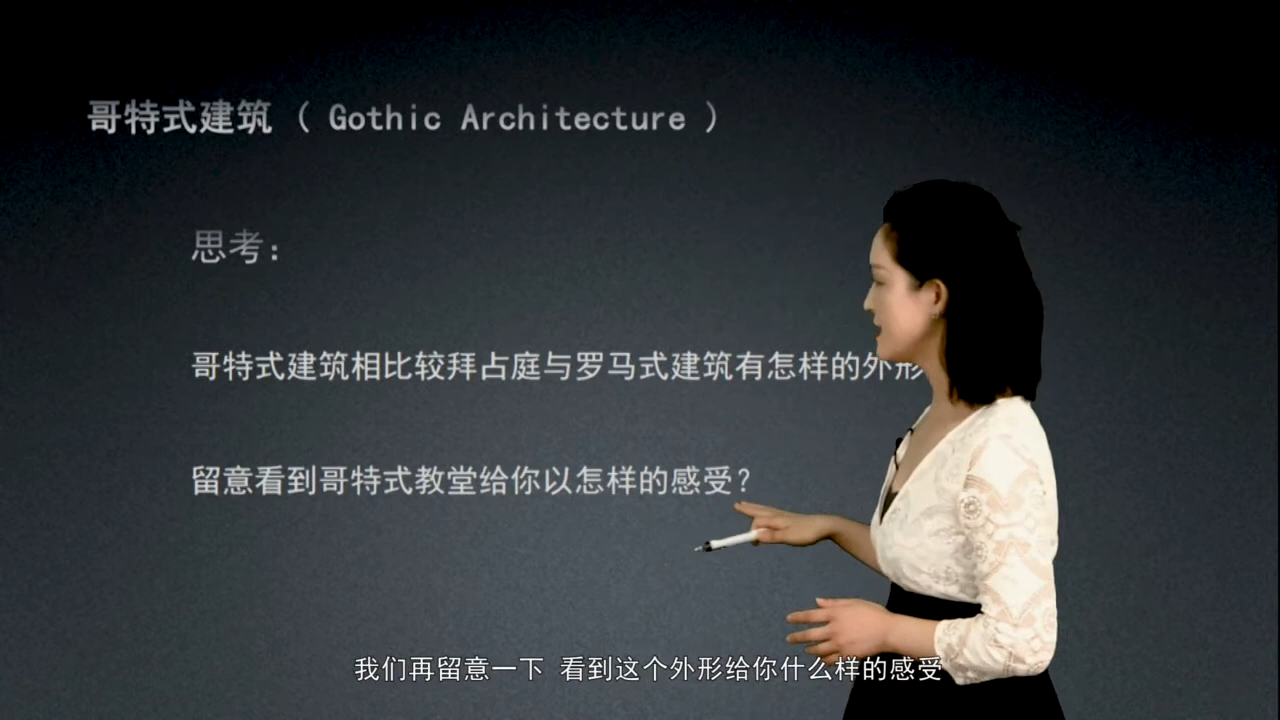 哥特式建筑 ( Gothic Architecture )
思考:
哥特式建筑相比较拜占庭与罗马式建筑有怎样的外形
留意看到哥特式教堂给你以怎样的感受?
我们再留意一下 看到这个外形给你什么样的感受